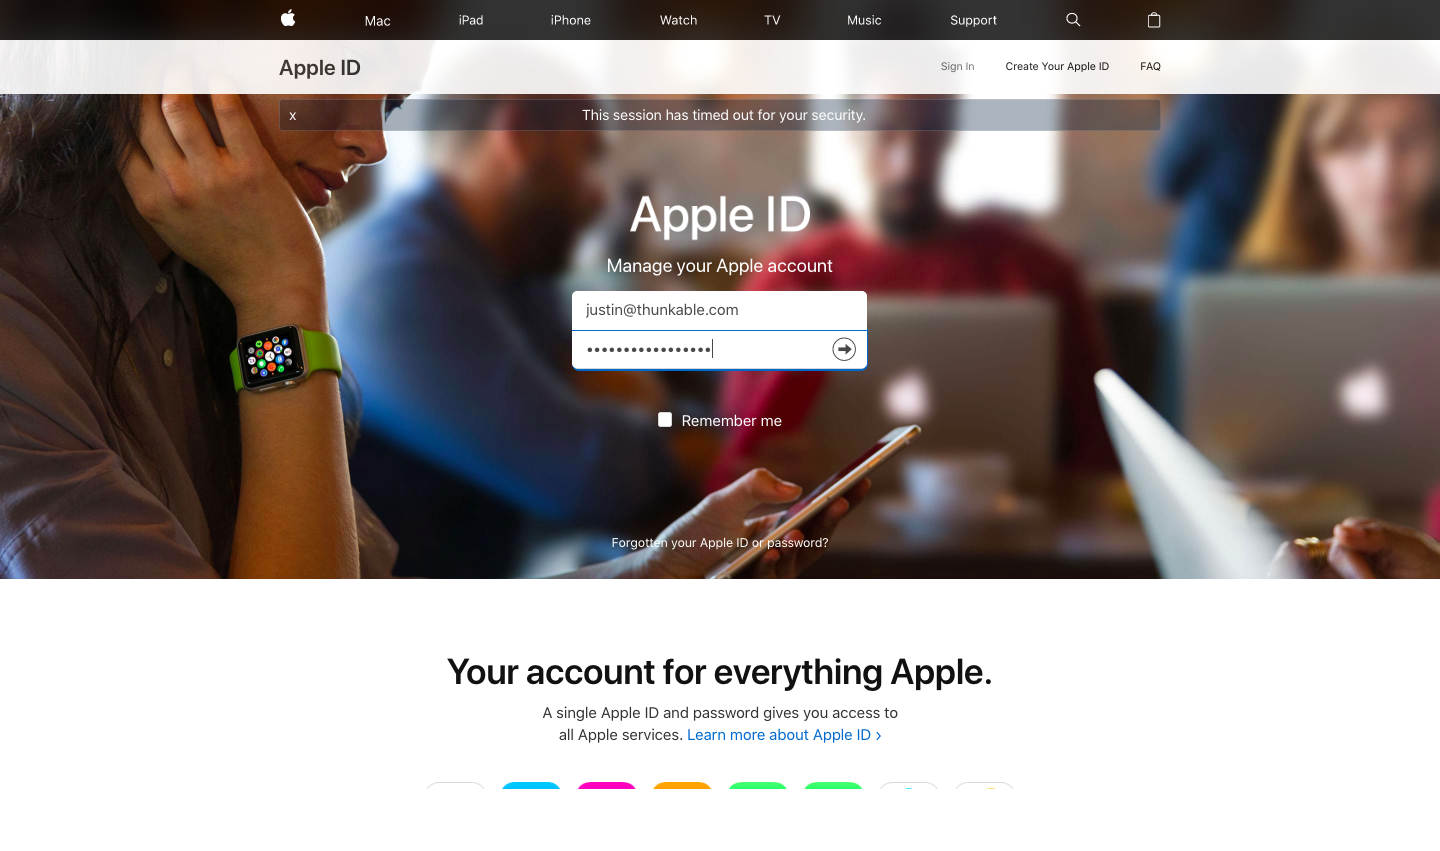 Mac iPad iPhone Watch TV Music Support
Apple ID Sign In Create Your Apple ID FAQ
x This session has timed out for your security.
Apple ID
Manage your Apple account
justin@thunkable.com
•••••••••••••••••
Remember me
Forgotten your Apple ID or password?
Your account for everything Apple.
A single Apple ID and password gives you access to
all Apple services. Learn more about Apple ID ›